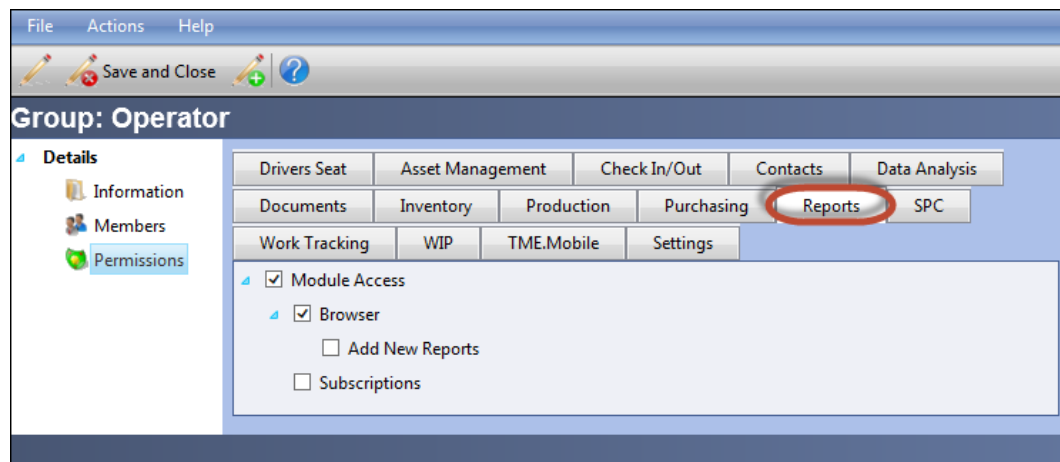 File Actions Help
Save and Close
Group: Operator
Details
Information
Members
Permissions
Drivers Seat Asset Management Check In/Out Contacts Data Analysis
Documents Inventory Production Purchasing Reports SPC
Work Tracking WIP TME.Mobile Settings
Module Access
Browser
Add New Reports
Subscriptions